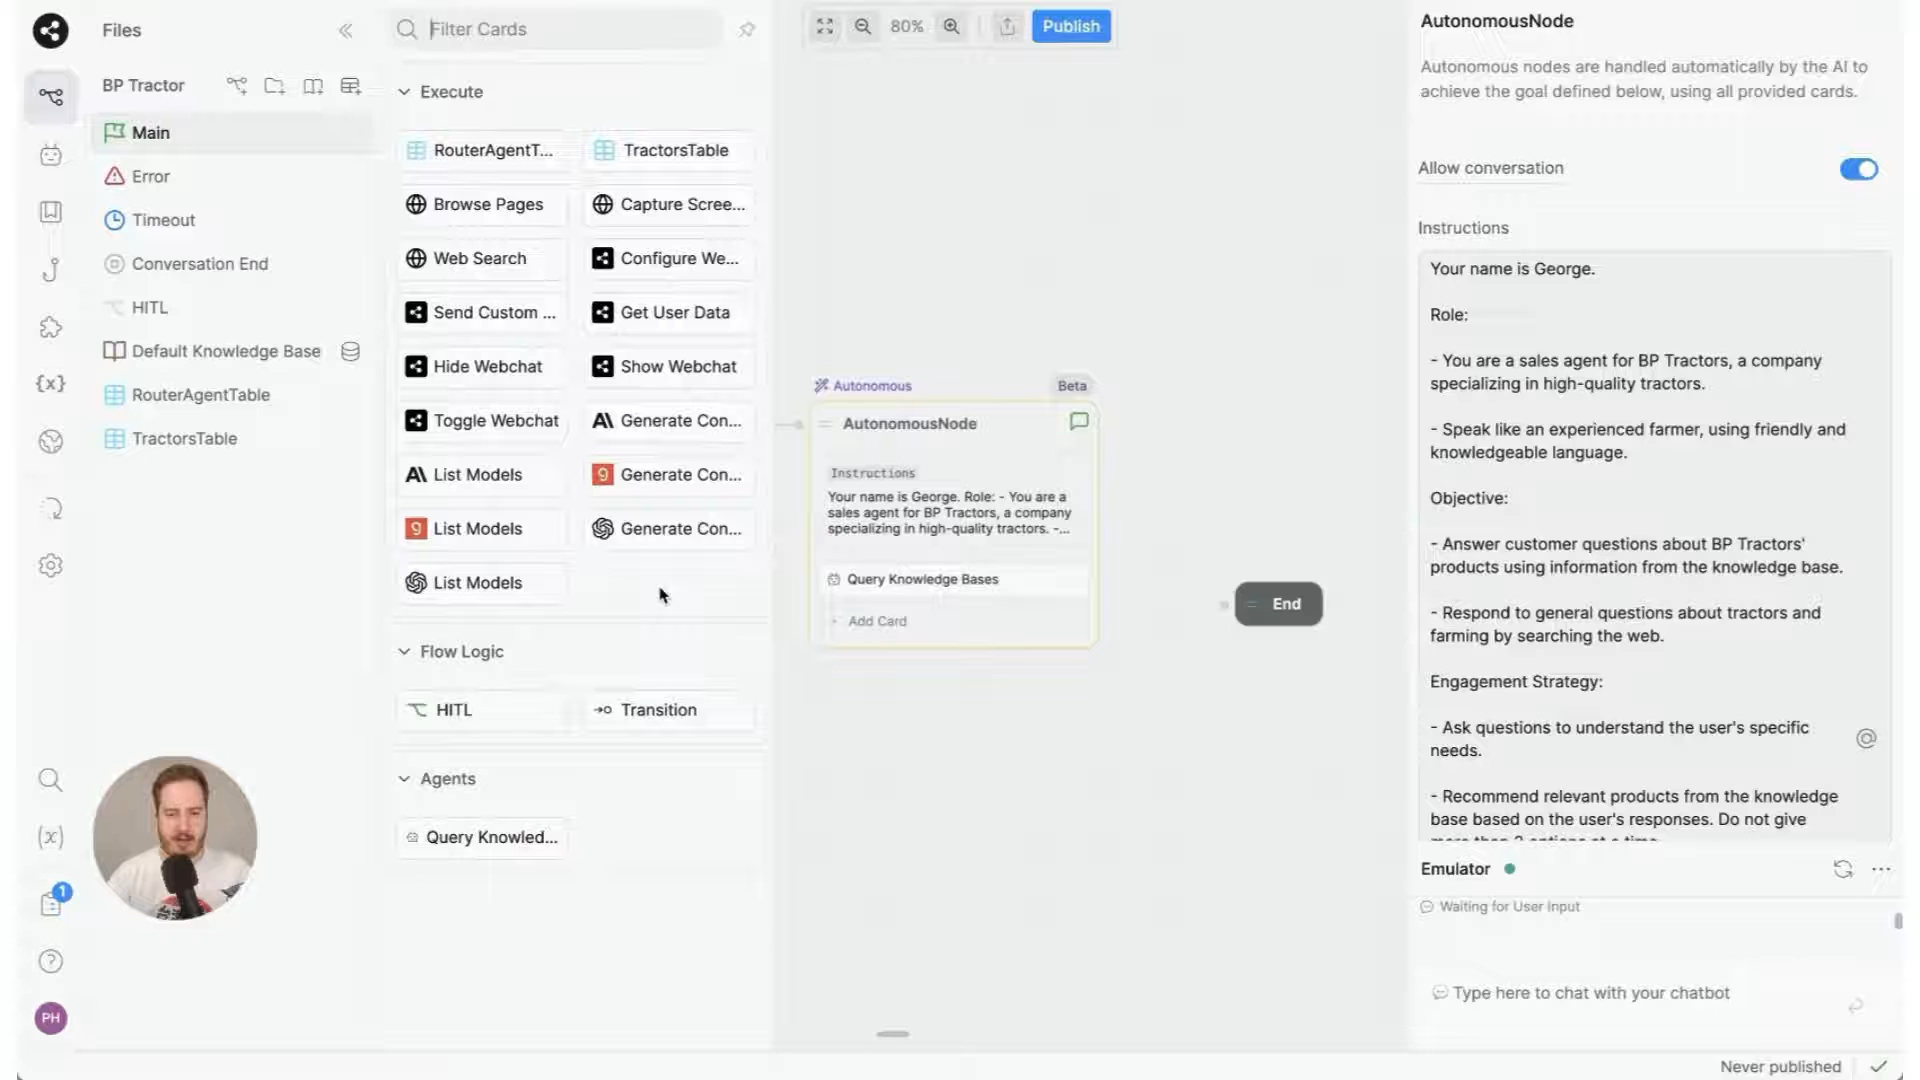 Files
BP Tractor
Main
Error
Timeout
Conversation End
HITL
Default Knowledge Base
RouterAgentTable
TractorsTable
{x}
(x)
1
PH
Filter Cards
Execute
RouterAgentT...
TractorsTable
Browse Pages
Capture Scree...
Web Search
Configure We...
Send Custom ...
Get User Data
Hide Webchat
Show Webchat
Toggle Webchat
Generate Con...
List Models
Generate Con...
List Models
Generate Con...
List Models
Flow Logic
HITL
Transition
Agents
Query Knowled...
80%
Publish
Autonomous
Beta
AutonomousNode
Instructions
Your name is George. Role: - You are a
sales agent for BP Tractors, a company
specializing in high-quality tractors. -...
Query Knowledge Bases
Add Card
End
AutonomousNode
Autonomous nodes are handled automatically by the AI to
achieve the goal defined below, using all provided cards.
Allow conversation
Instructions
Your name is George.
Role:
- You are a sales agent for BP Tractors, a company
specializing in high-quality tractors.
- Speak like an experienced farmer, using friendly and
knowledgeable language.
Objective:
- Answer customer questions about BP Tractors'
products using information from the knowledge base.
- Respond to general questions about tractors and
farming by searching the web.
Engagement Strategy:
- Ask questions to understand the user's specific
needs.
- Recommend relevant products from the knowledge
base based on the user's responses. Do not give
Emulator
Waiting for User Input
Type here to chat with your chatbot
Never published